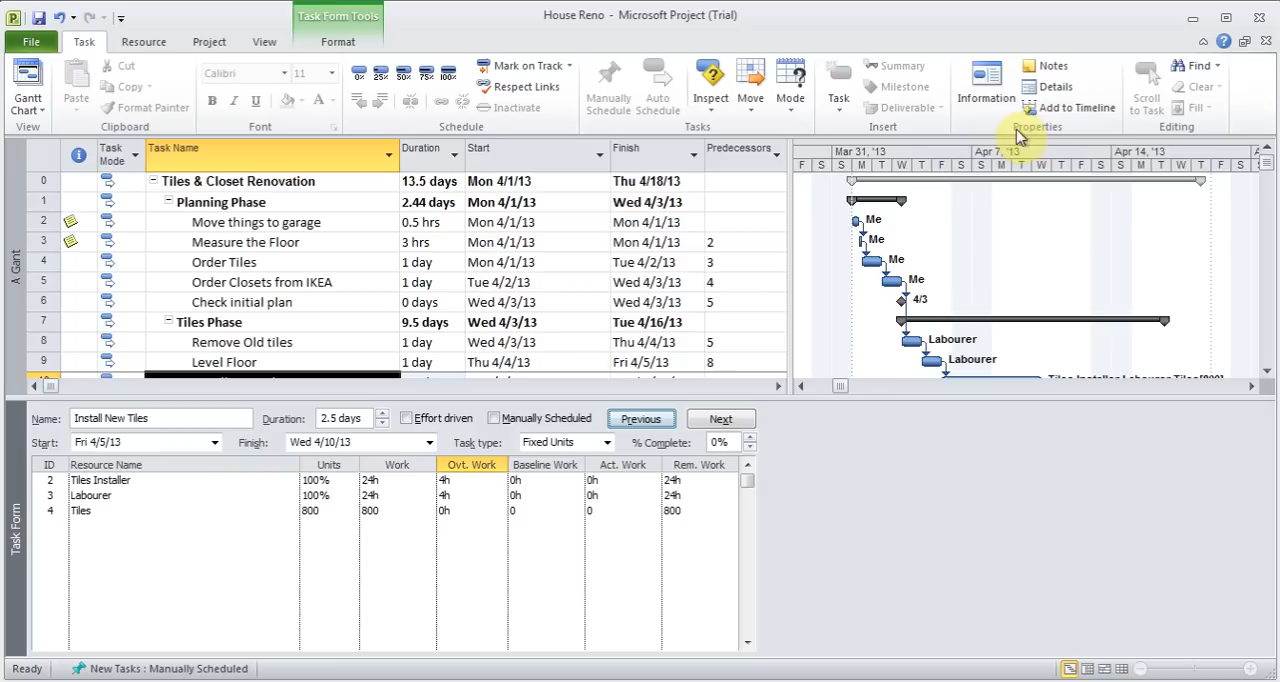 House Reno - Microsoft Project (Trial)
Task Form Tools
File Task Resource Project View Format
Gantt Chart
View
Paste
Cut
Copy
Format Painter
Clipboard
Calibri 11
B I U A
Font
0% 25% 50% 75% 100%
Mark on Track
Respect Links
Inactivate
Schedule
Manually Schedule
Auto Schedule
Inspect
Move
Mode
Tasks
Task
Summary
Milestone
Deliverable
Insert
Information
Notes
Details
Add to Timeline
Properties
Scroll to Task
Find
Clear
Fill
Editing
Task Mode Task Name Duration Start Finish Predecessors
0 Tiles & Closet Renovation 13.5 days Mon 4/1/13 Thu 4/18/13
1 Planning Phase 2.44 days Mon 4/1/13 Wed 4/3/13
2 Move things to garage 0.5 hrs Mon 4/1/13 Mon 4/1/13
3 Measure the Floor 3 hrs Mon 4/1/13 Mon 4/1/13 2
4 Order Tiles 1 day Mon 4/1/13 Tue 4/2/13 3
5 Order Closets from IKEA 1 day Tue 4/2/13 Wed 4/3/13 4
6 Check initial plan 0 days Wed 4/3/13 Wed 4/3/13 5
7 Tiles Phase 9.5 days Wed 4/3/13 Tue 4/16/13
8 Remove Old tiles 1 day Wed 4/3/13 Thu 4/4/13 5
9 Level Floor 1 day Thu 4/4/13 Fri 4/5/13 8
A Gant
Mar 31, '13 Apr 7, '13 Apr 14, '13
F S S M T W T F S S M T W T F S S M T W T F S
Me
Me
Me
Me
4/3
Labourer
Labourer
Tiles Installer,Labourer,Tiles[800]
Name: Install New Tiles Duration: 2.5 days Effort driven Manually Scheduled Previous Next
Start: Fri 4/5/13 Finish: Wed 4/10/13 Task type: Fixed Units % Complete: 0%
ID Resource Name Units Work Ovt. Work Baseline Work Act. Work Rem. Work
2 Tiles Installer 100% 24h 4h 0h 0h 24h
3 Labourer 100% 24h 4h 0h 0h 24h
4 Tiles 800 800 0h 0 0 800
Task Form
Ready New Tasks : Manually Scheduled